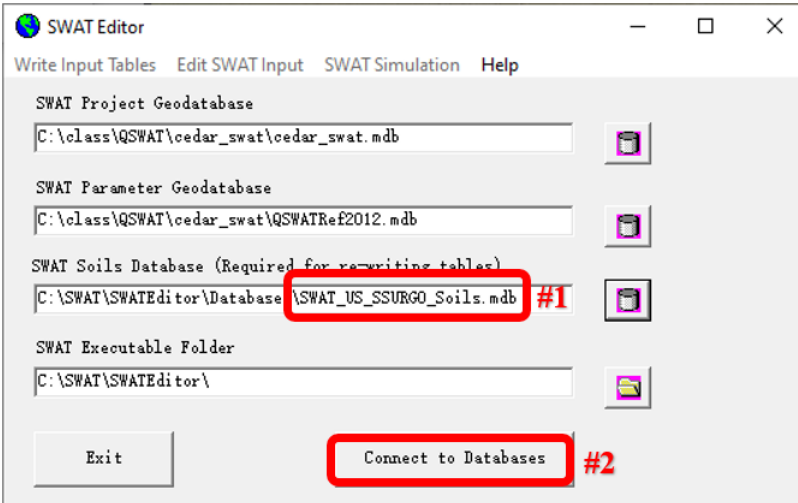 SWAT Editor
Write Input Tables Edit SWAT Input SWAT Simulation Help
SWAT Project Geodatabase
C:\class\QSWAT\cedar_swat\cedar_swat.mdb
SWAT Parameter Geodatabase
C:\class\QSWAT\cedar_swat\QSWATRef2012.mdb
SWAT Soils Database (Required for re-writing tables)
C:\SWAT\SWATEditor\Database\SWAT_US_SSURGO_Soils.mdb #1
SWAT Executable Folder
C:\SWAT\SWATEditor\
Exit Connect to Databases #2